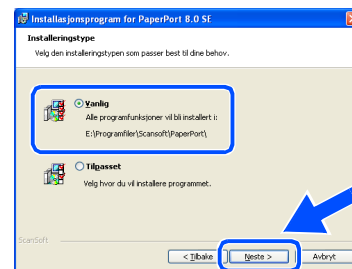 Installasjonsprogram for PaperPort 8.0 SE
Installeringstype
Velg den installeringstypen som passer best til dine behov.
Vanlig
Alle programfunksjoner vil bli installert i:
E:\Programfiler\Scansoft\PaperPort\
Tilpasset
Velg hvor du vil installere programmet.
ScanSoft
< Tilbake Neste > Avbryt